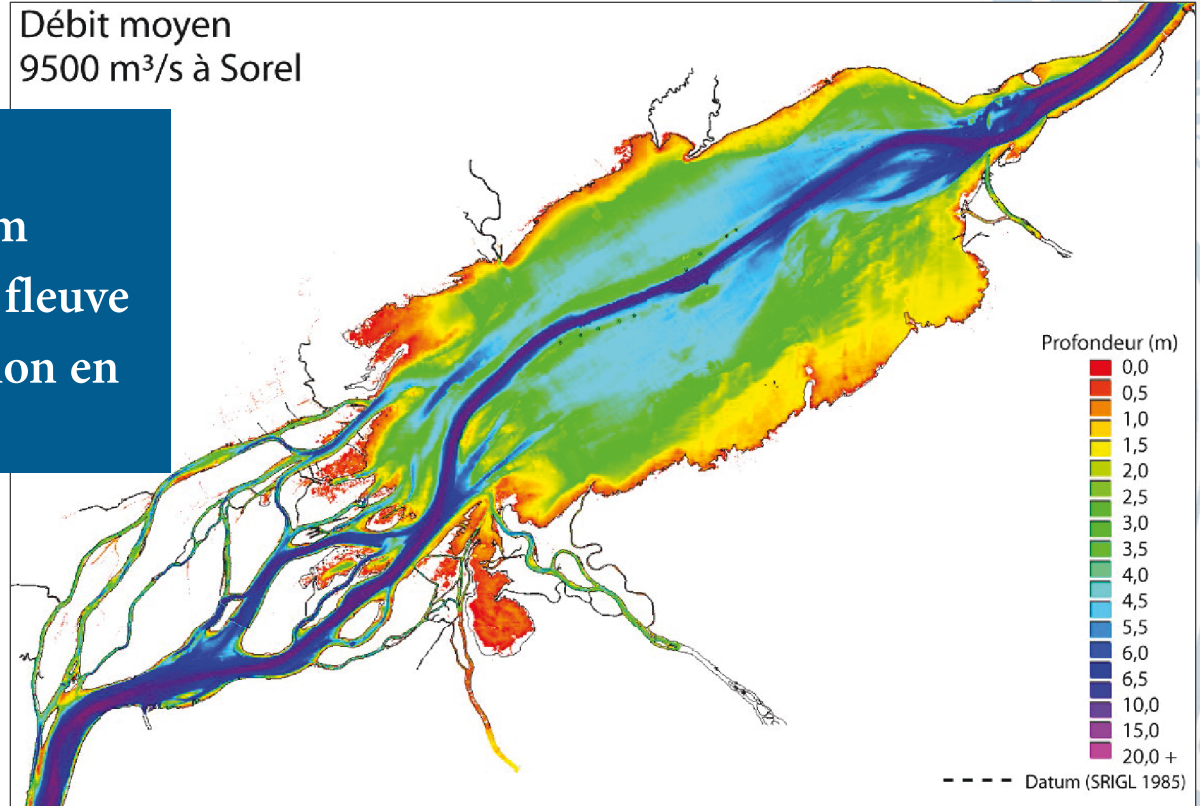 Débit moyen
9500 m³/s à Sorel
fleuve
en
Profondeur (m)
0,0
0,5
1,0
1,5
2,0
2,5
3,0
3,5
4,0
4,5
5,5
6,0
6,5
10,0
15,0
20,0 +
Datum (SRIGL 1985)